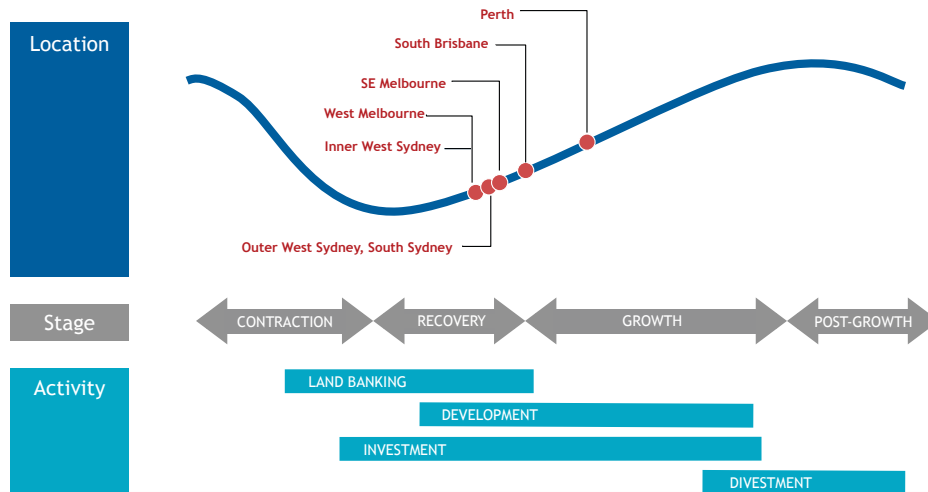 Location
Perth
South Brisbane
SE Melbourne
West Melbourne
Inner West Sydney
Outer West Sydney, South Sydney
Stage
CONTRACTION
RECOVERY
GROWTH
POST-GROWTH
Activity
LAND BANKING
DEVELOPMENT
INVESTMENT
DIVESTMENT